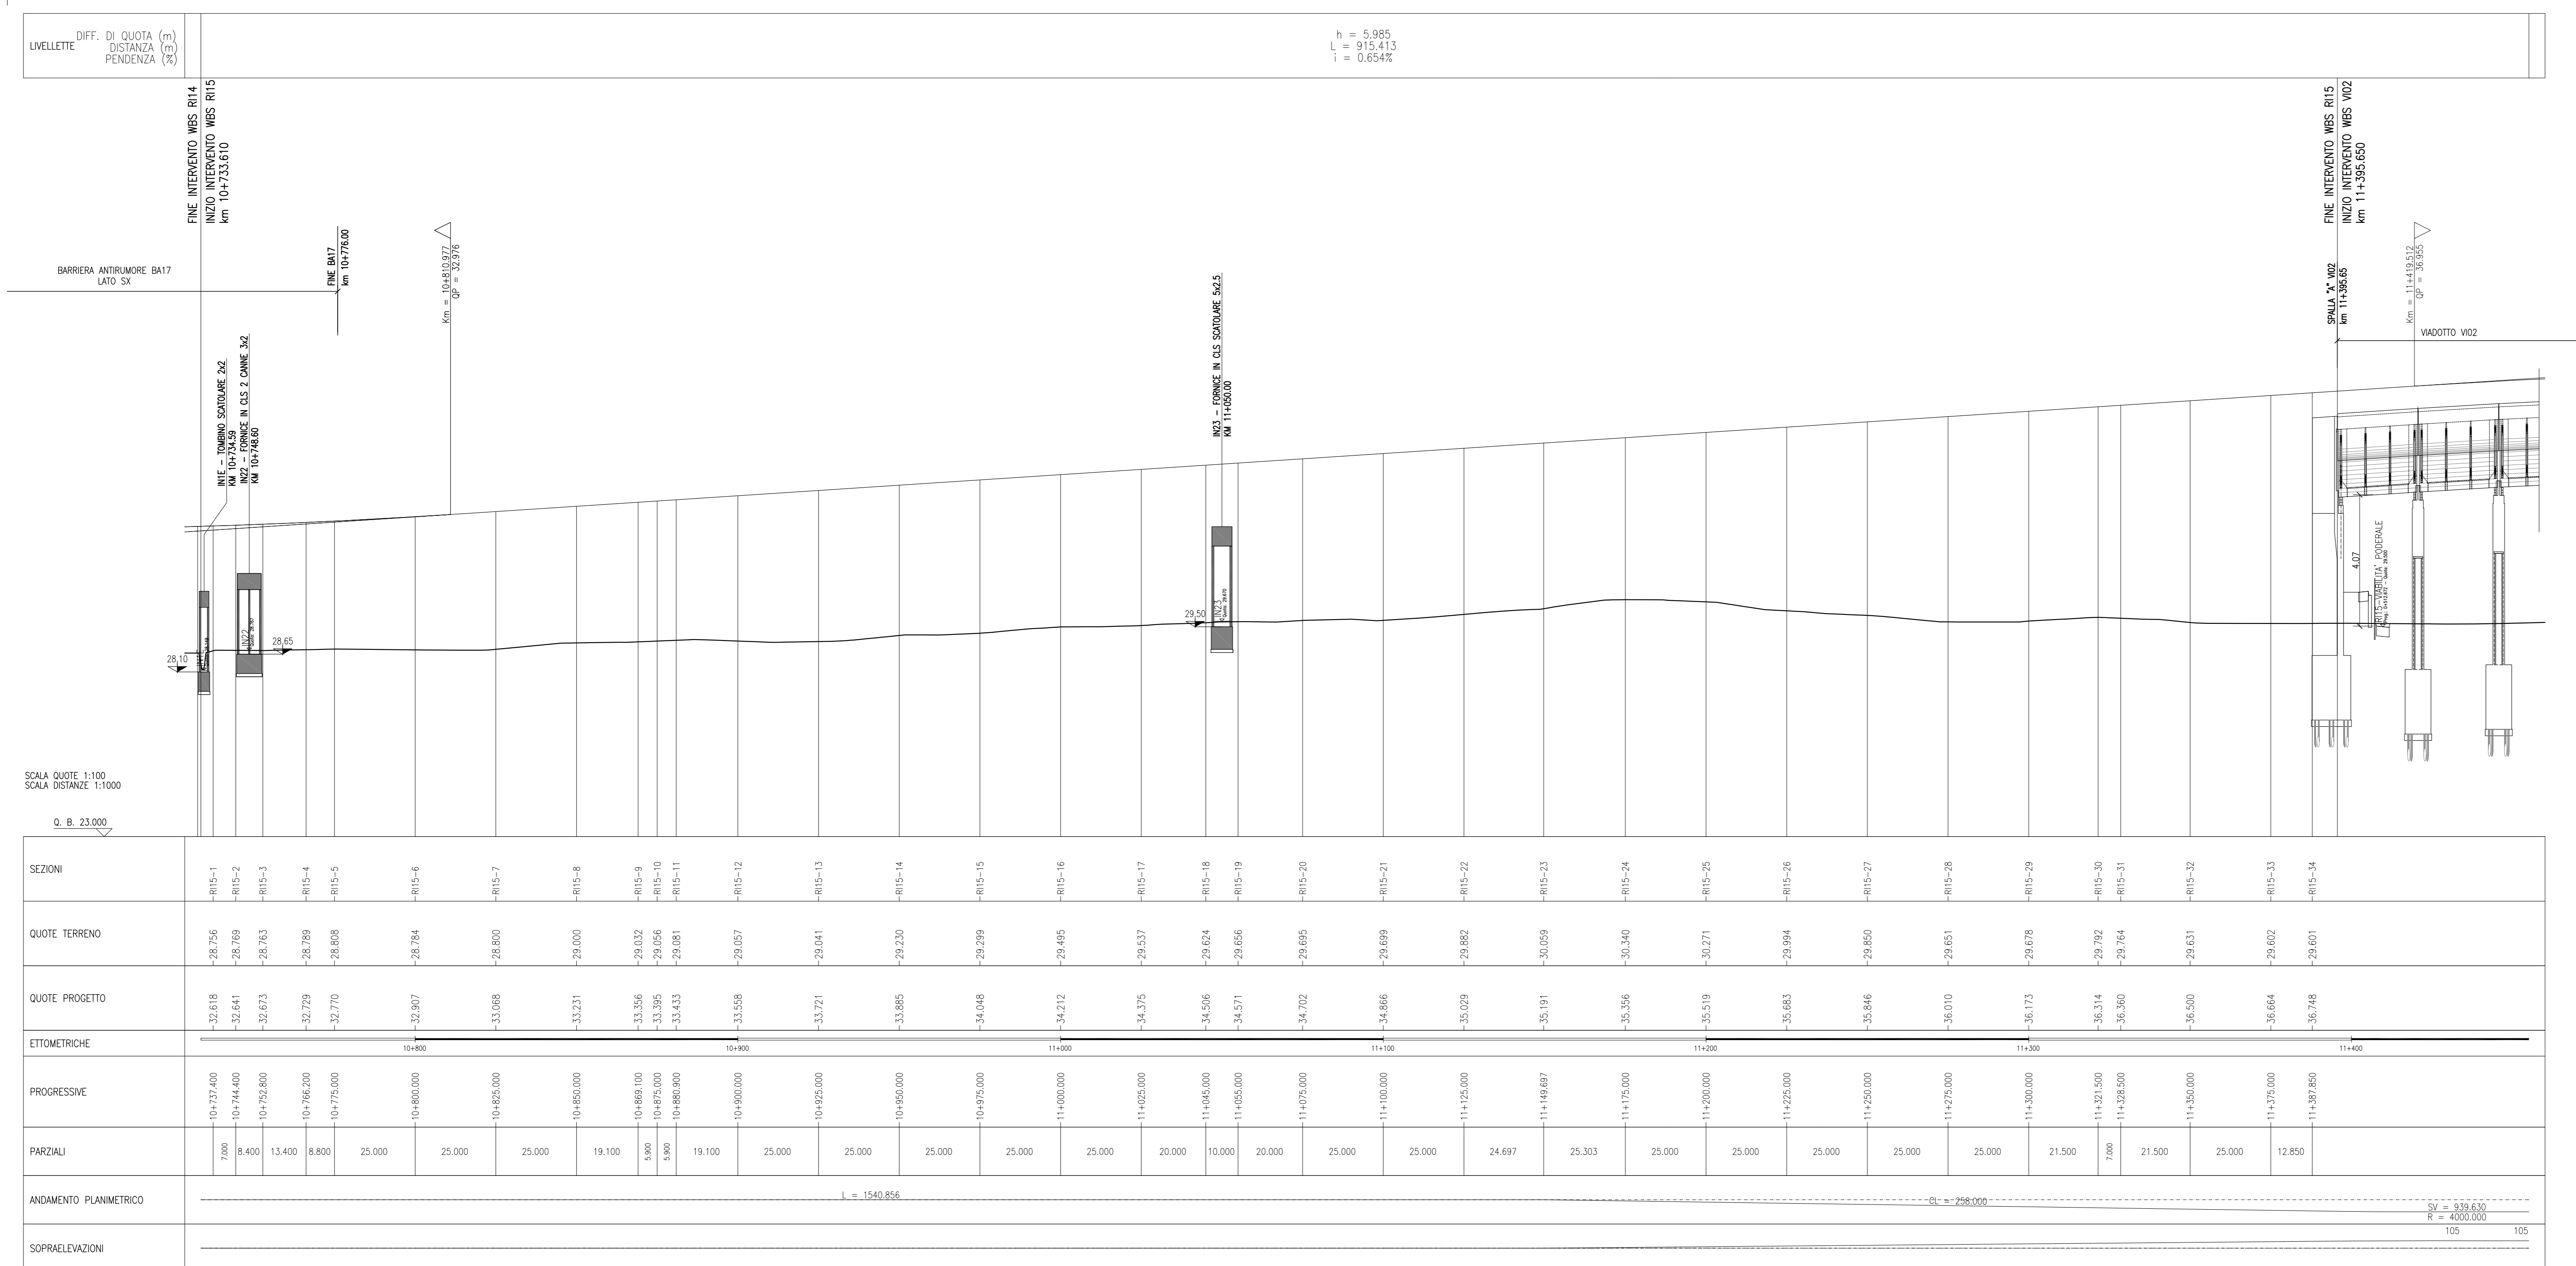 LIVELLETTE
DIFF. DI QUOTA (m)
DISTANZA (m)
PENDENZA (%)
h = 5.985
L = 915.413
i = 0.654%
FINE INTERVENTO WBS RI14
INIZIO INTERVENTO WBS RI15
km 10+733.610
FINE INTERVENTO WBS RI15
INIZIO INTERVENTO WBS VI02
km 11+395.650
BARRIERA ANTIRUMORE BA17
LATO SX
FINE BA17
km 10+776.00
Km = 10+810.977
QP = 32.976
IN1E - TOMBINO SCATOLARE 2x2
KM 10+734.59
IN22 - FORNICE IN CLS 2 CANNE 3x2
KM 10+748.60
IN23 - FORNICE IN CLS SCATOLARE 5x2.5
KM 11+050.00
SPALLA "A" VI02
km 11+395.65
Km = 11+419.512
QP = 36.955
VIADOTTO VI02
28,10
IN22
Quota: 28.767
28,65
29,50
IN23
Quota: 29.670
4.07
RI15-VIABILITA' PODERALE
SCALA QUOTE 1:100
SCALA DISTANZE 1:1000
Q. B. 23.000
SEZIONI
RI15-1 RI15-2 RI15-3 RI15-4 RI15-5 RI15-6 RI15-7 RI15-8 RI15-9 RI15-10 RI15-11 RI15-12 RI15-13 RI15-14 RI15-15 RI15-16 RI15-17 RI15-18 RI15-19 RI15-20 RI15-21 RI15-22 RI15-23 RI15-24 RI15-25 RI15-26 RI15-27 RI15-28 RI15-29 RI15-30 RI15-31 RI15-32 RI15-33 RI15-34
QUOTE TERRENO
28.756 28.769 28.763 28.789 28.808 28.784 28.800 29.000 29.032 29.056 29.081 29.057 29.041 29.230 29.299 29.495 29.537 29.624 29.656 29.695 29.699 29.882 30.059 30.340 30.271 29.994 29.850 29.651 29.678 29.792 29.764 29.631 29.602 29.601
QUOTE PROGETTO
32.618 32.641 32.673 32.729 32.770 32.907 33.068 33.231 33.356 33.395 33.433 33.558 33.721 33.885 34.048 34.212 34.375 34.506 34.571 34.702 34.866 35.029 35.191 35.356 35.519 35.683 35.846 36.010 36.173 36.314 36.360 36.500 36.664 36.748
ETTOMETRICHE
10+800 10+900 11+000 11+100 11+200 11+300 11+400
PROGRESSIVE
10+737.400 10+744.400 10+752.800 10+766.200 10+775.000 10+800.000 10+825.000 10+850.000 10+869.100 10+875.000 10+880.900 10+900.000 10+925.000 10+950.000 10+975.000 11+000.000 11+025.000 11+045.000 11+055.000 11+075.000 11+100.000 11+125.000 11+149.697 11+175.000 11+200.000 11+225.000 11+250.000 11+275.000 11+300.000 11+321.500 11+328.500 11+350.000 11+375.000 11+387.850
PARZIALI
7.000 8.400 13.400 8.800 25.000 25.000 25.000 19.100 5.900 5.900 19.100 25.000 25.000 25.000 25.000 25.000 20.000 10.000 20.000 25.000 25.000 24.697 25.303 25.000 25.000 25.000 25.000 25.000 21.500 7.000 21.500 25.000 12.850
ANDAMENTO PLANIMETRICO
L = 1540.856
CL = 258.000
SV = 939.630
R = 4000.000
SOPRAELEVAZIONI
105 105